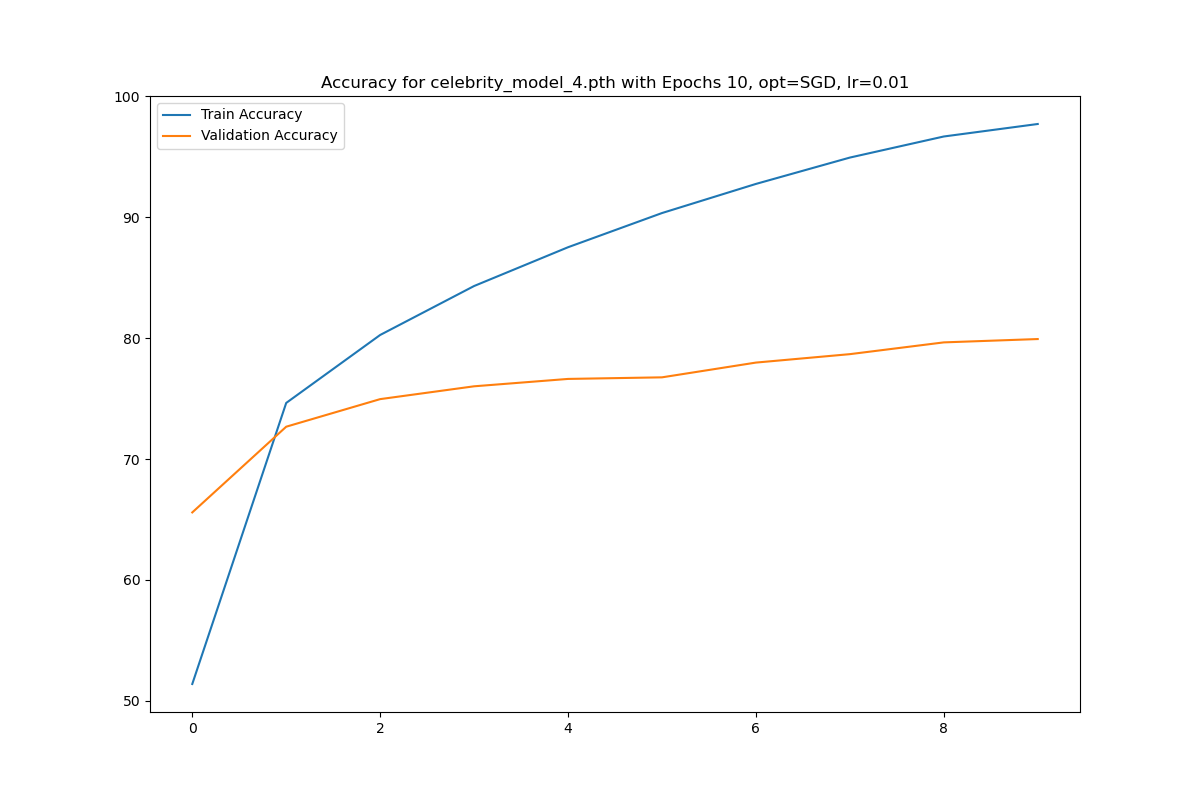 Accuracy for celebrity_model_4.pth with Epochs 10, opt=SGD, lr=0.01
Train Accuracy
Validation Accuracy
100
90
80
70
60
50
0 2 4 6 8